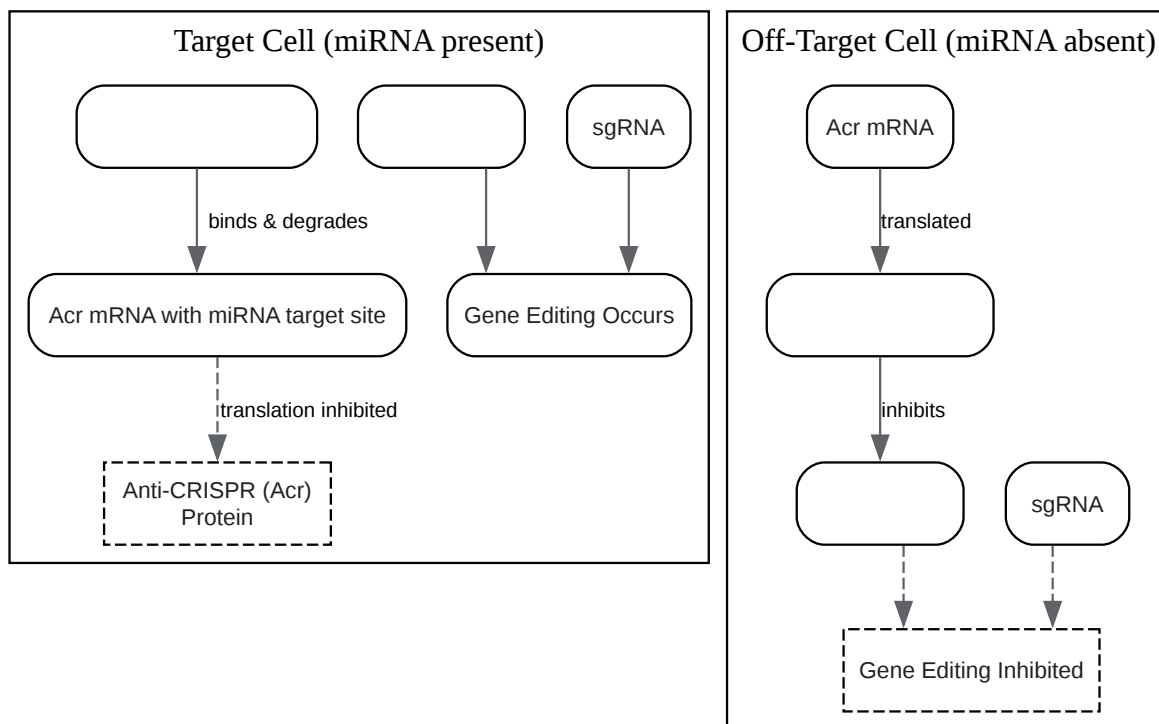 Target Cell (miRNA present)
sgRNA
binds & degrades
Acr mRNA with miRNA target site
Gene Editing Occurs
translation inhibited
Anti-CRISPR (Acr)
Protein
Off-Target Cell (miRNA absent)
Acr mRNA
translated
inhibits
sgRNA
Gene Editing Inhibited